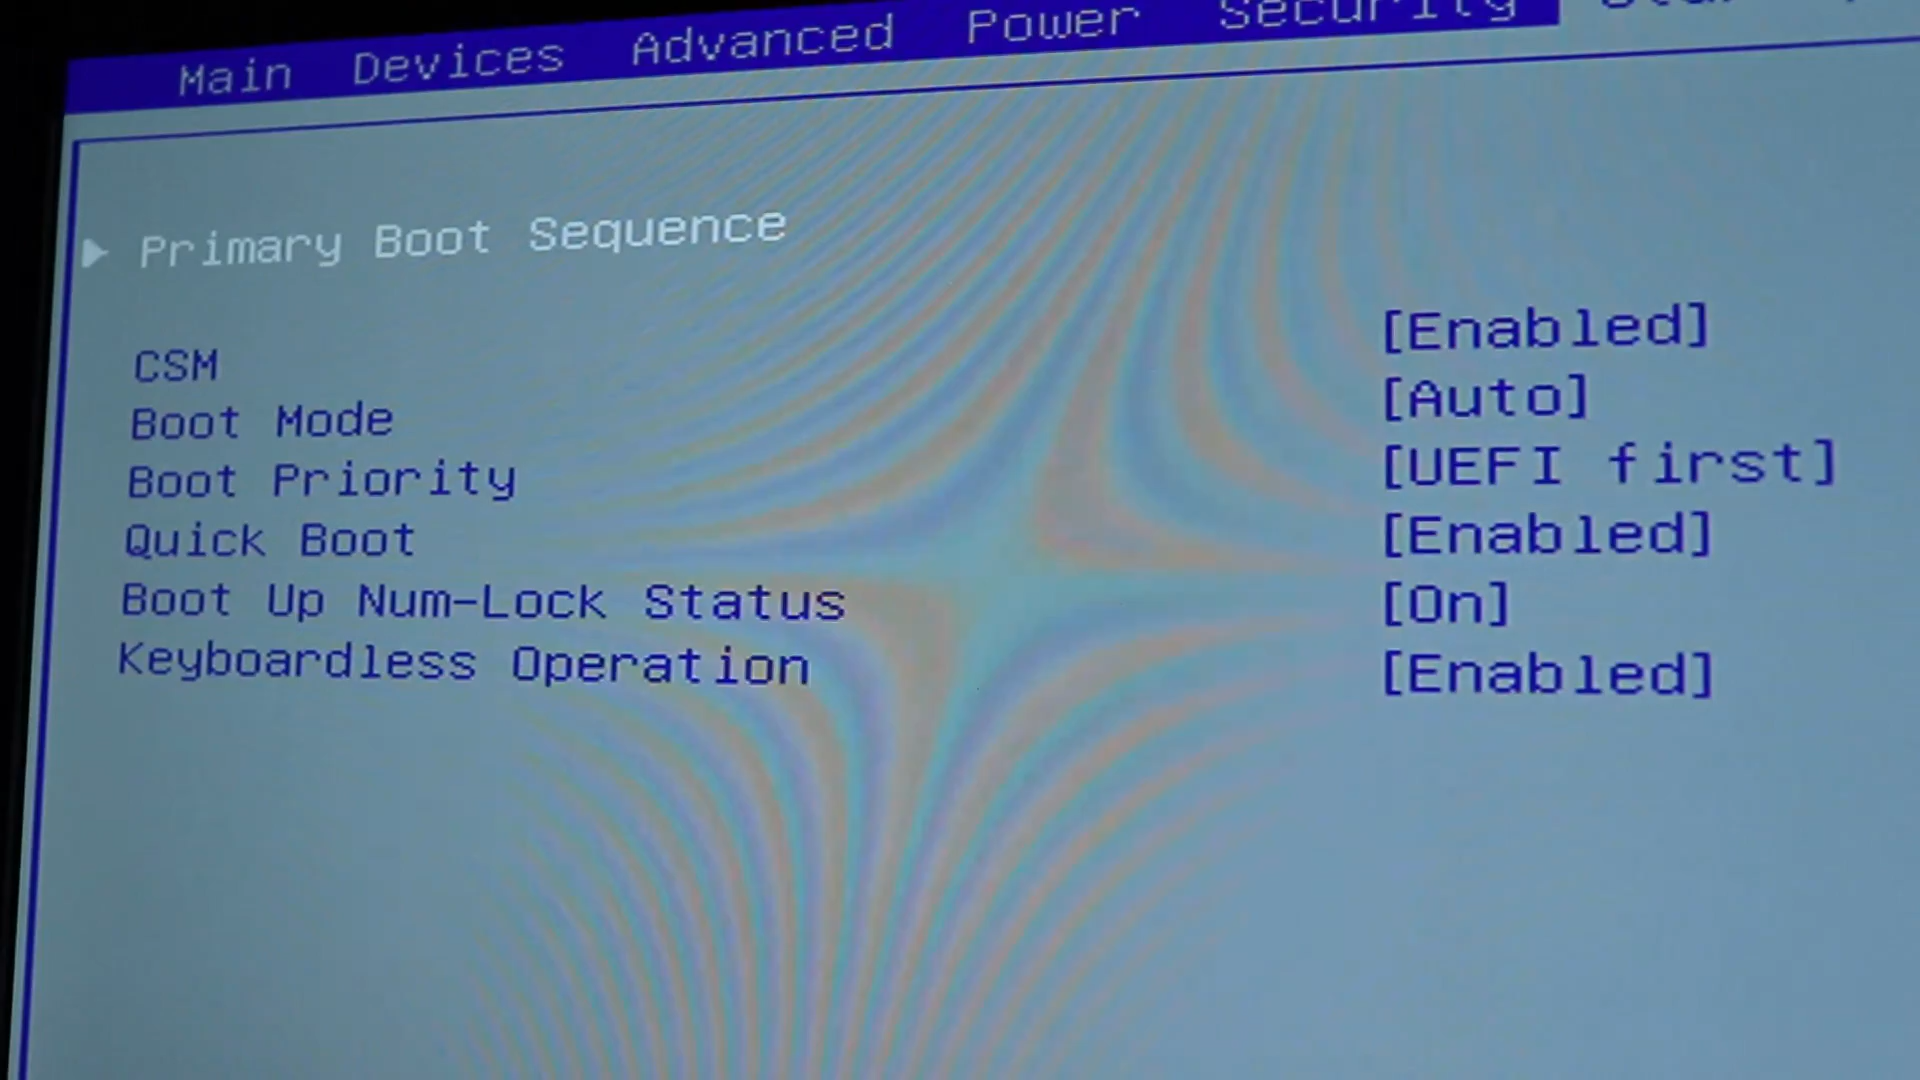 Main Devices Advanced Power Security
Primary Boot Sequence
CSM [Enabled]
Boot Mode [Auto]
Boot Priority [UEFI first]
Quick Boot [Enabled]
Boot Up Num-Lock Status [On]
Keyboardless Operation [Enabled]